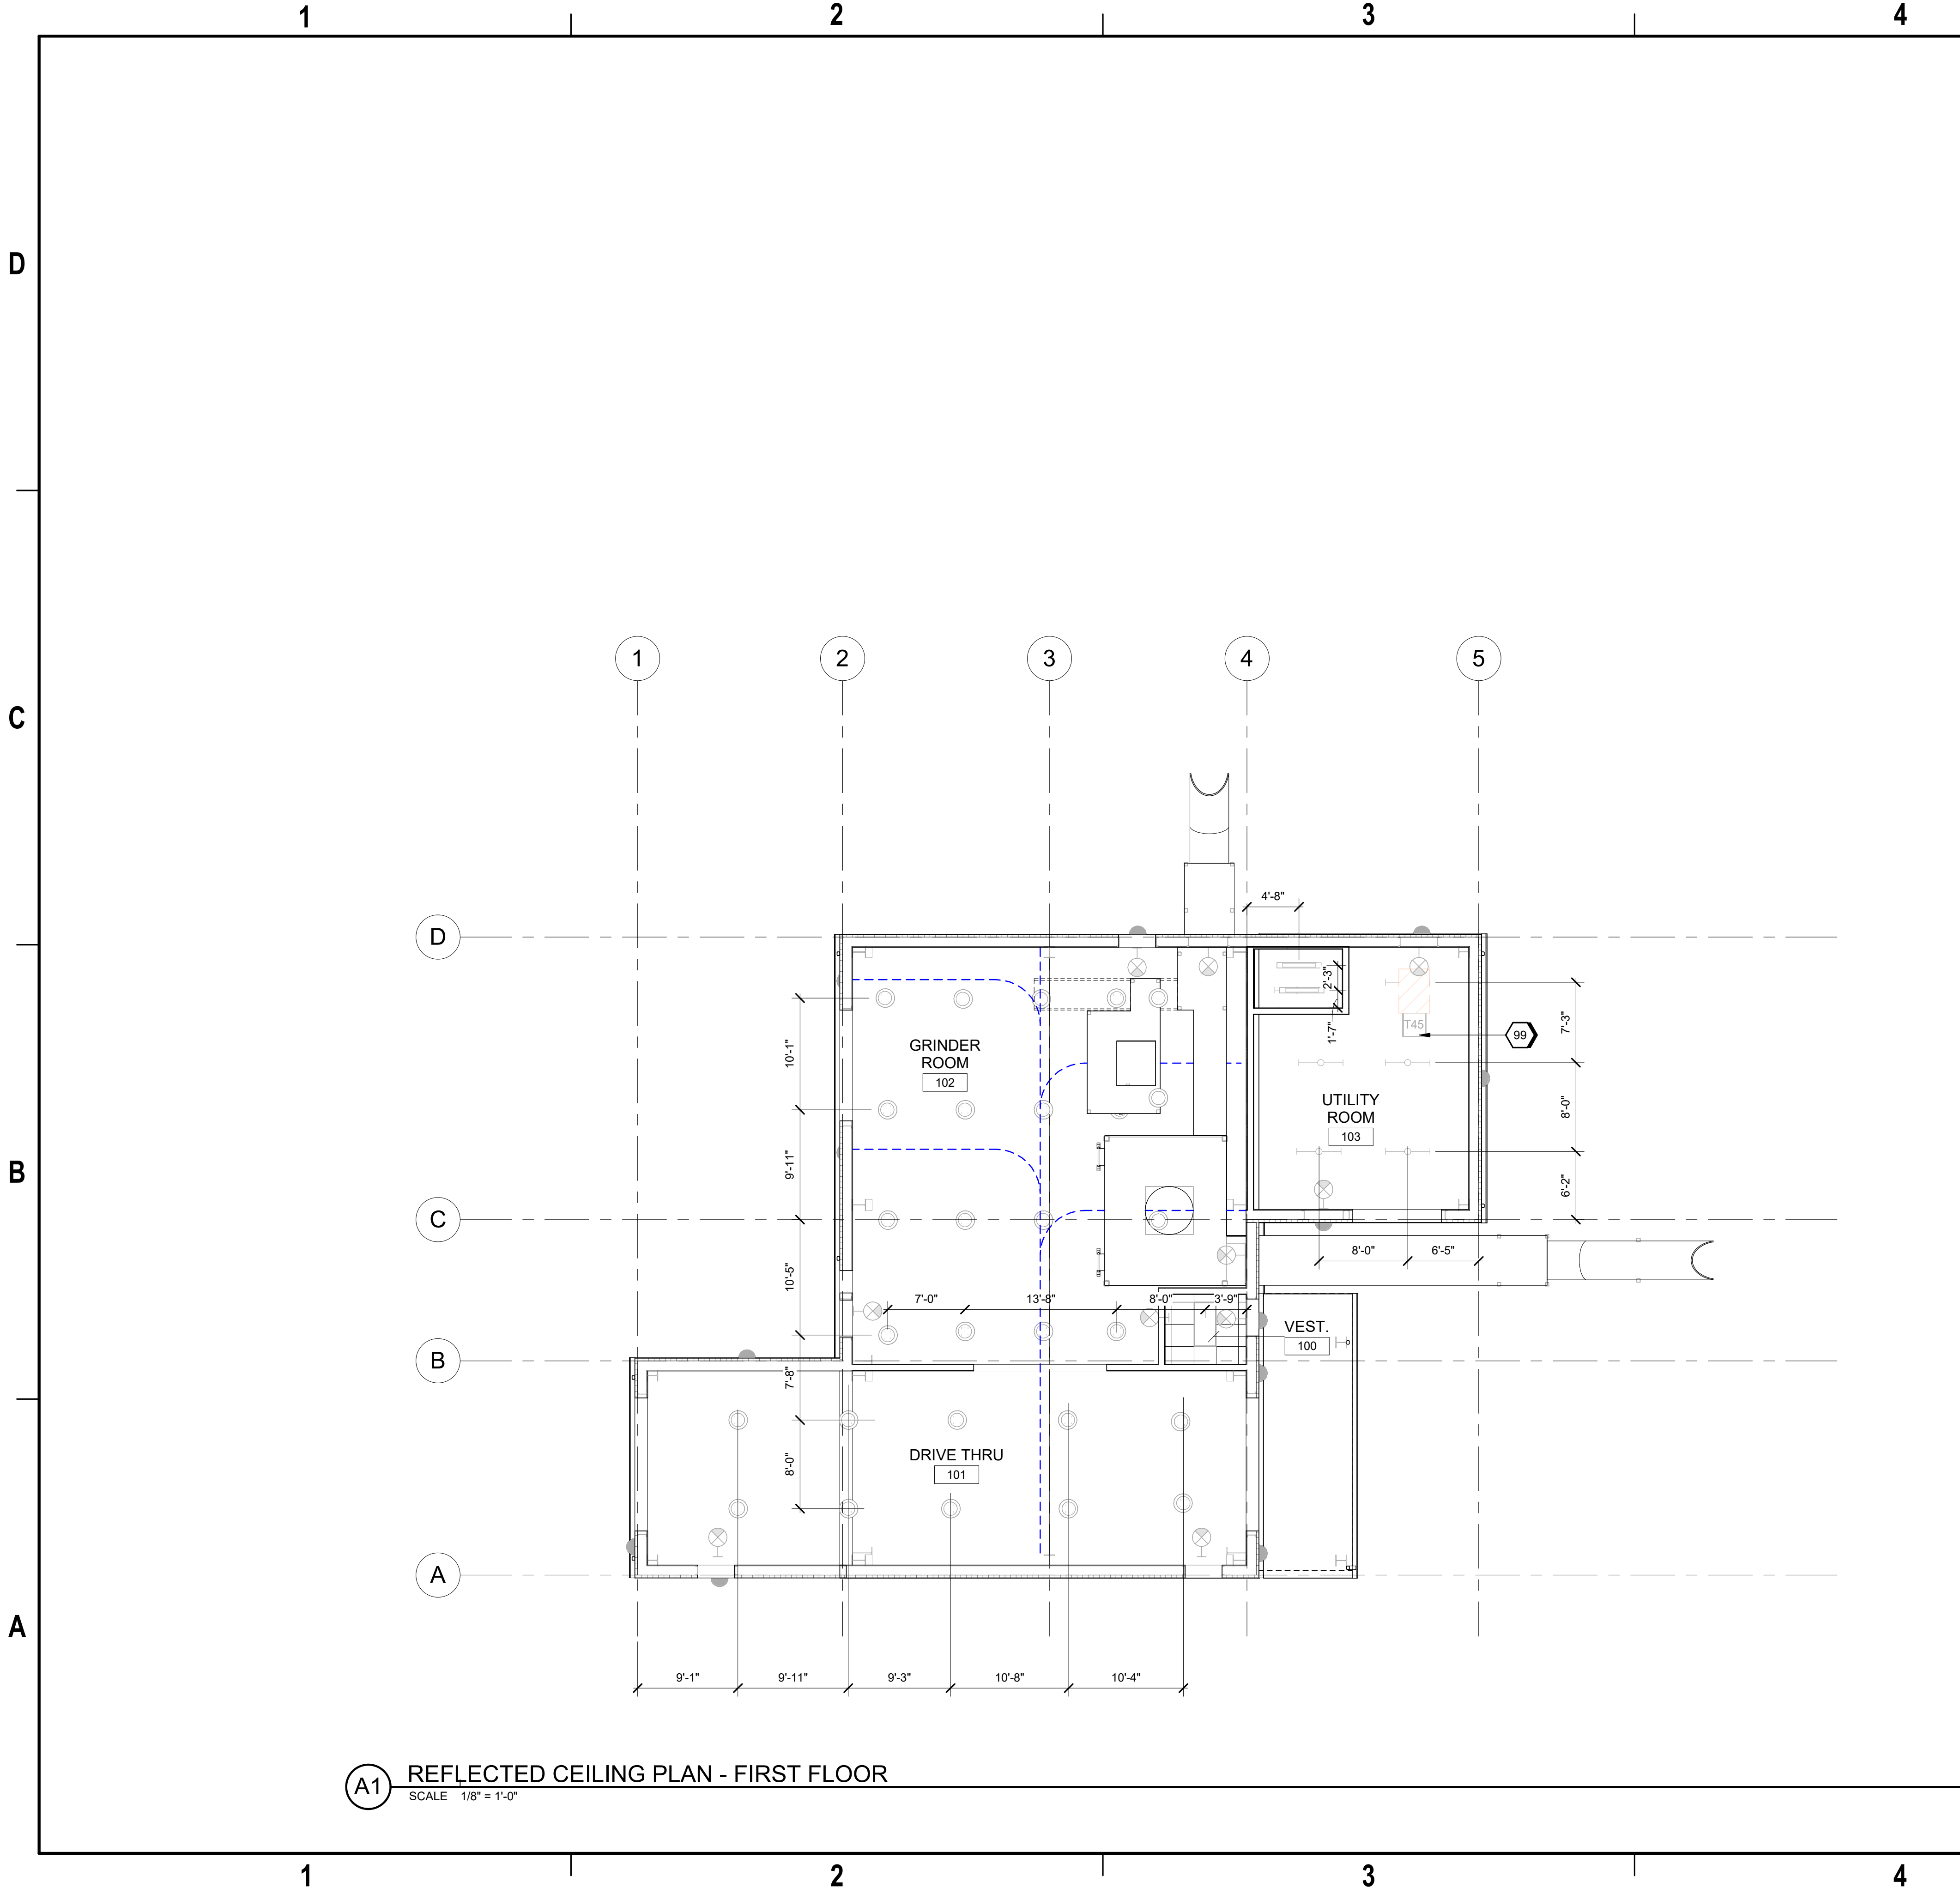 1 2 3 4
D
C
B
A
1 2 3 4 5
D
C
B
A
4'-8"
2'-3"
1'-7"
T45
99
7'-3"
8'-0"
6'-2"
GRINDER
ROOM
102
10'-1"
9'-11"
10'-5"
7'-8"
8'-0"
UTILITY
ROOM
103
8'-0" 6'-5"
7'-0" 13'-8" 8'-0" 3'-9"
VEST.
100
DRIVE THRU
101
9'-1" 9'-11" 9'-3" 10'-8" 10'-4"
A1
REFLECTED CEILING PLAN - FIRST FLOOR
SCALE 1/8" = 1'-0"
1 2 3 4